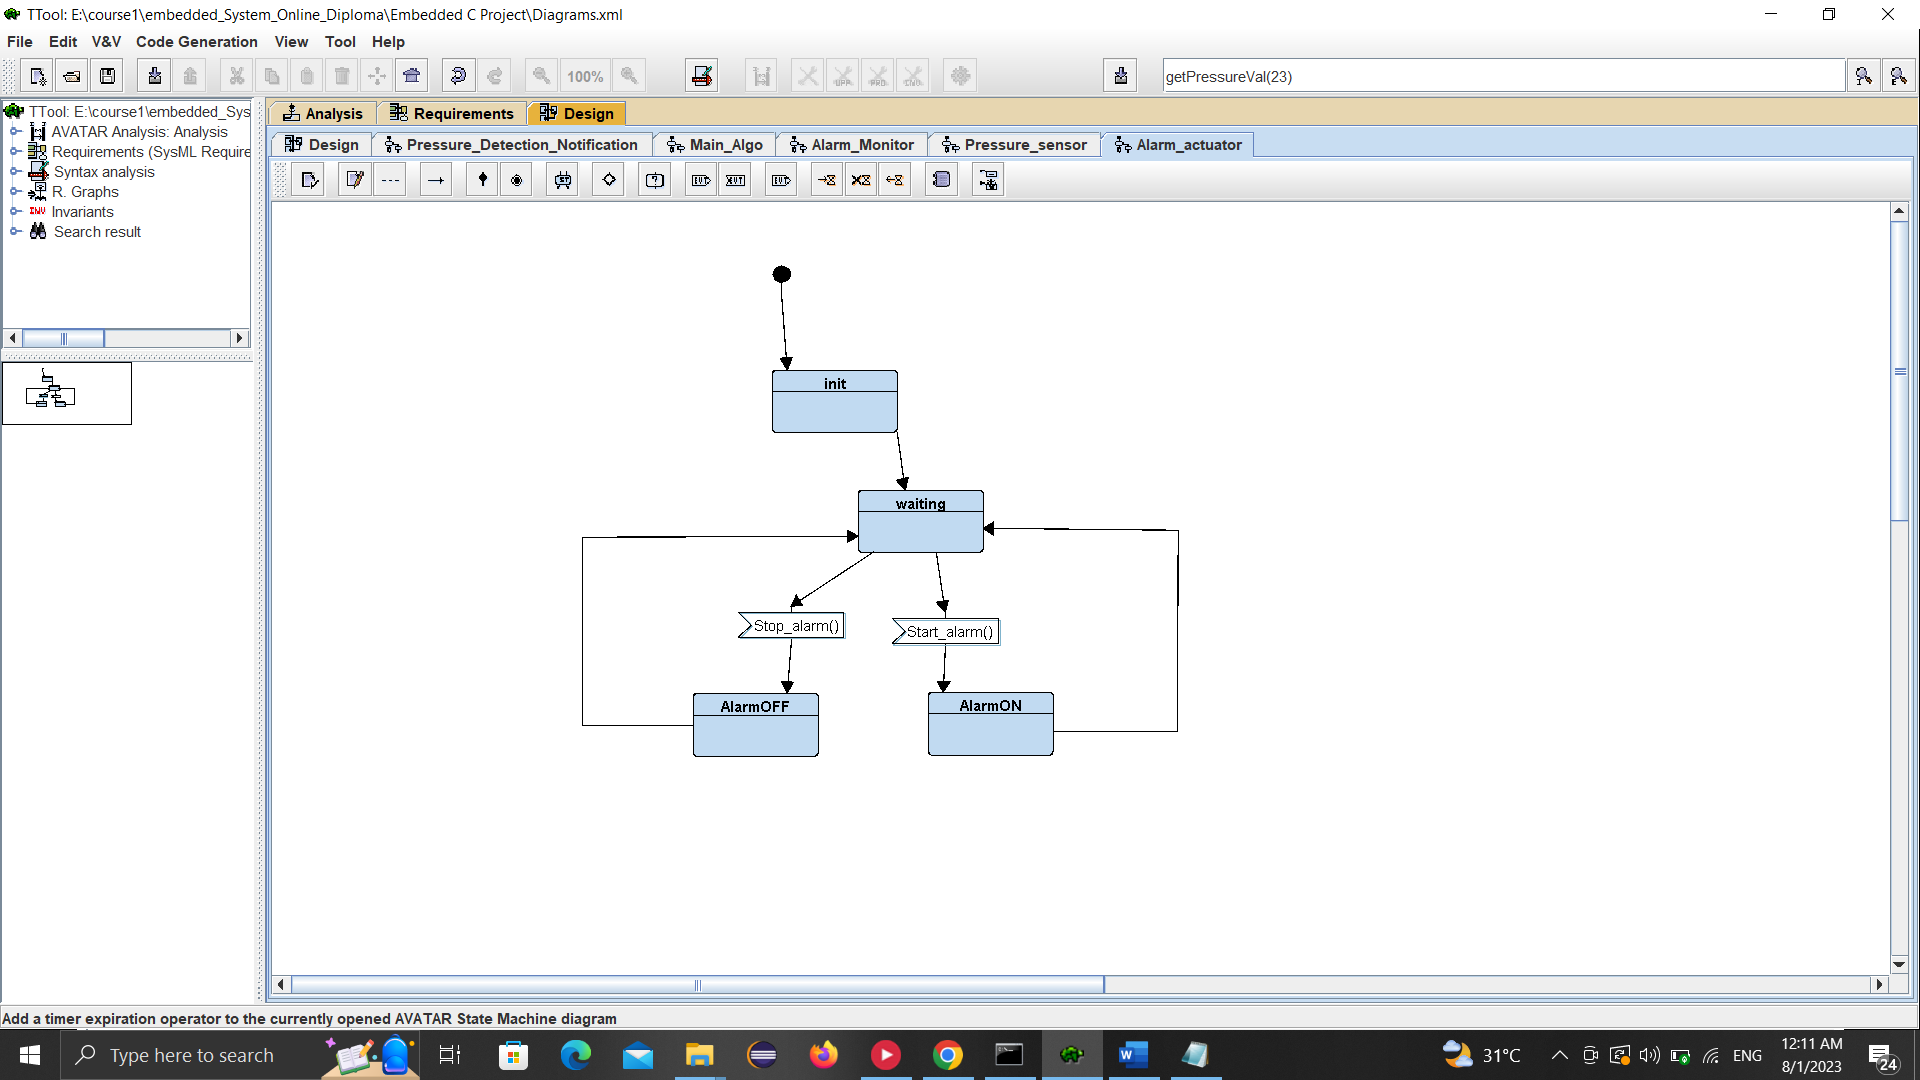 TTool: E:\course1\embedded_System_Online_Diploma\Embedded C Project\Diagrams.xml
File Edit V&V Code Generation View Tool Help
100%
getPressureVal(23)
TTool: E:\course1\embedded_Sys
AVATAR Analysis: Analysis
Requirements (SysML Require
Syntax analysis
R. Graphs
INV Invariants
Search result
Analysis Requirements Design
Design Pressure_Detection_Notification Main_Algo Alarm_Monitor Pressure_sensor Alarm_actuator
init
waiting
Stop_alarm()
Start_alarm()
AlarmOFF
AlarmON
Add a timer expiration operator to the currently opened AVATAR State Machine diagram
Type here to search
31°C
ENG
12:11 AM
8/1/2023
24